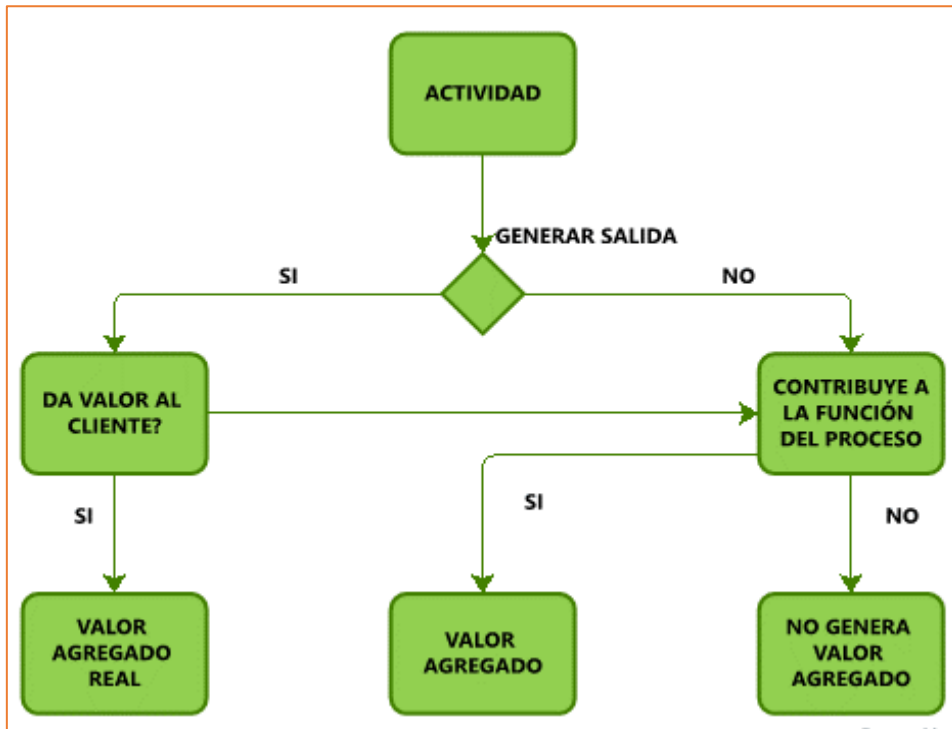 ACTIVIDAD
GENERAR SALIDA
SI
NO
DA VALOR AL
CLIENTE?
CONTRIBUYE A
LA FUNCIÓN
DEL PROCESO
SI
SI
NO
VALOR
AGREGADO
REAL
VALOR
AGREGADO
NO GENERA
VALOR
AGREGADO